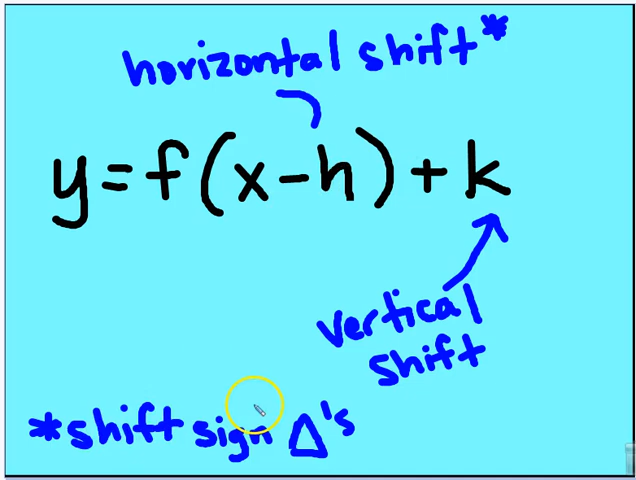 horizontal shift*
y = f(x - h) + k
vertical
shift
*shift sign Δ's